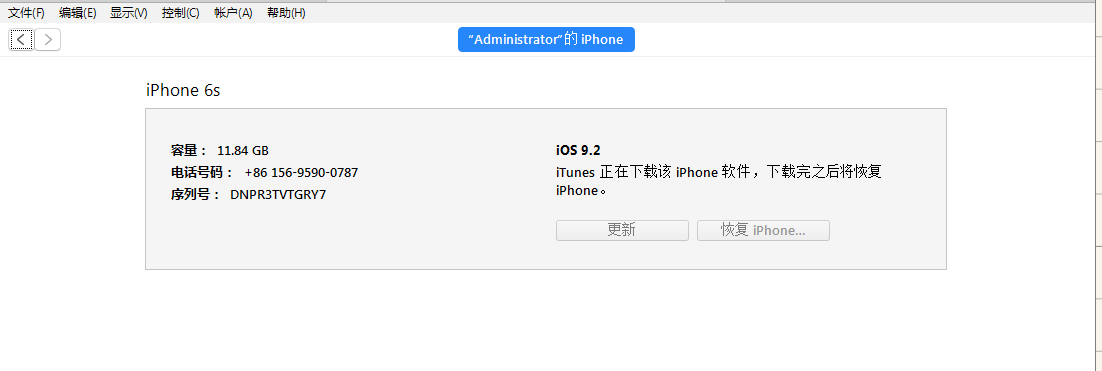 文件(F) 编辑(E) 显示(V) 控制(C) 帐户(A) 帮助(H)
“Administrator”的 iPhone
iPhone 6s
容量： 11.84 GB
电话号码： +86 156-9590-0787
序列号： DNPR3TVTGRY7
iOS 9.2
iTunes 正在下载该 iPhone 软件，下载完之后将恢复
iPhone。
更新 恢复 iPhone...